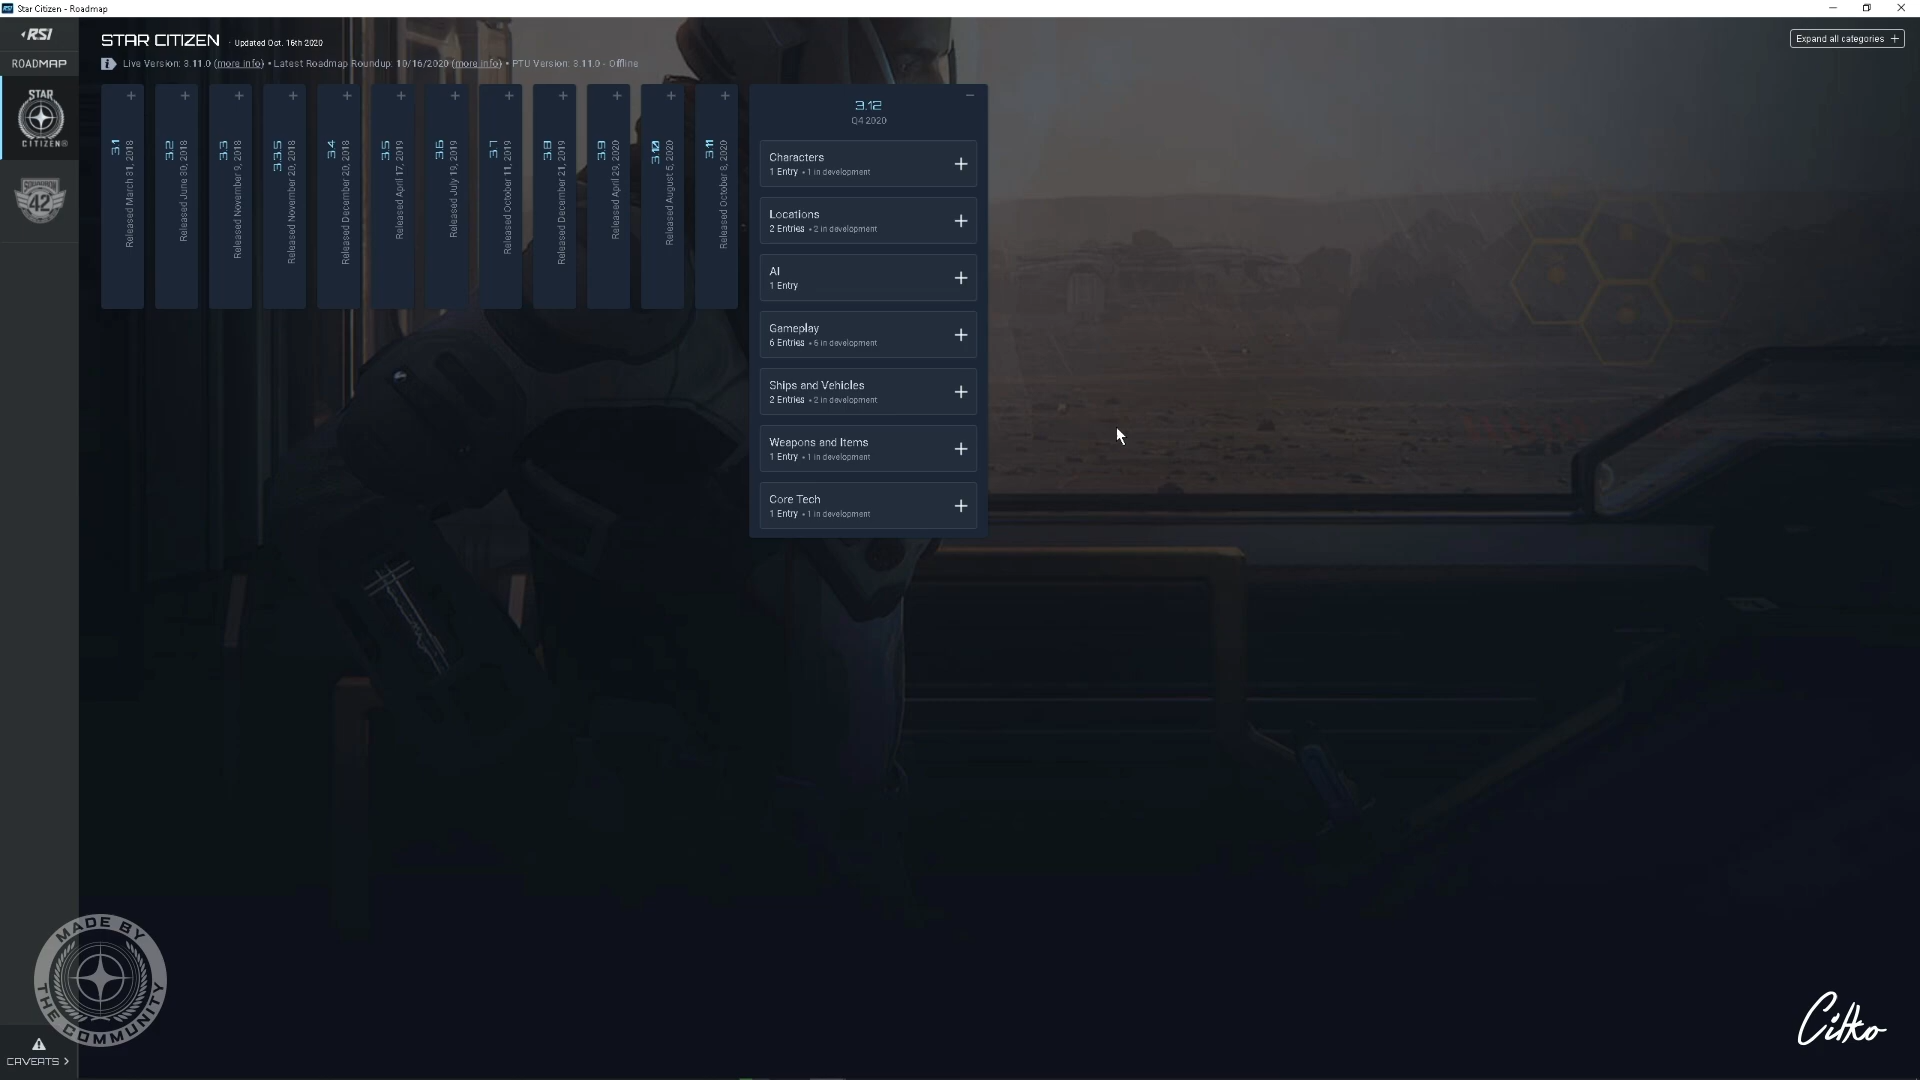 Star Citizen - Roadmap
RSI
ROADMAP
STAR CITIZEN®
SQUADRON 42
STAR CITIZEN · Updated Oct. 16th 2020
Expand all categories +
Live Version: 3.11.0 (more info) • Latest Roadmap Roundup: 10/16/2020 (more info) • PTU Version: 3.11.0 - Offline
3.1 Released March 31, 2018
3.2 Released June 30, 2018
3.3 Released November 9, 2018
3.3.5 Released November 20, 2018
3.4 Released December 20, 2018
3.5 Released April 17, 2019
3.6 Released July 19, 2019
3.7 Released October 11, 2019
3.8 Released December 21, 2019
3.9 Released April 29, 2020
3.10 Released August 5, 2020
3.11 Released October 8, 2020
3.12
Q4 2020
Characters
1 Entry • 1 in development
Locations
2 Entries • 2 in development
AI
1 Entry
Gameplay
6 Entries • 6 in development
Ships and Vehicles
2 Entries • 2 in development
Weapons and Items
1 Entry • 1 in development
Core Tech
1 Entry • 1 in development
MADE BY THE COMMUNITY
CAVEATS >